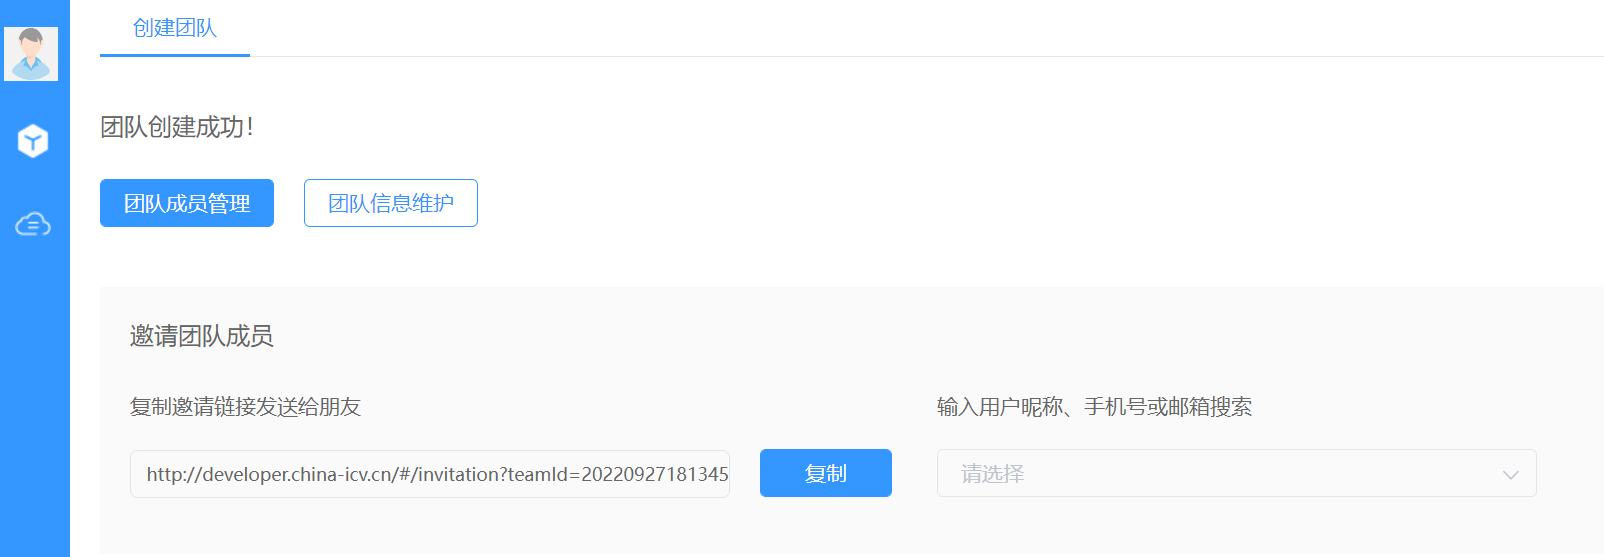 创建团队
团队创建成功！
团队成员管理
团队信息维护
邀请团队成员
复制邀请链接发送给朋友
输入用户昵称、手机号或邮箱搜索
http://developer.china-icv.cn/#/invitation?teamId=20220927181345
复制
请选择